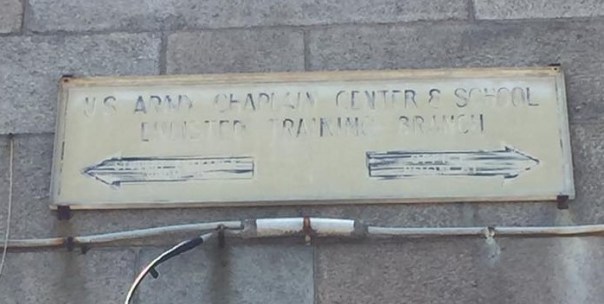 U.S. ARMY CHAPLAIN CENTER & SCHOOL
ENLISTED TRAINING BRANCH